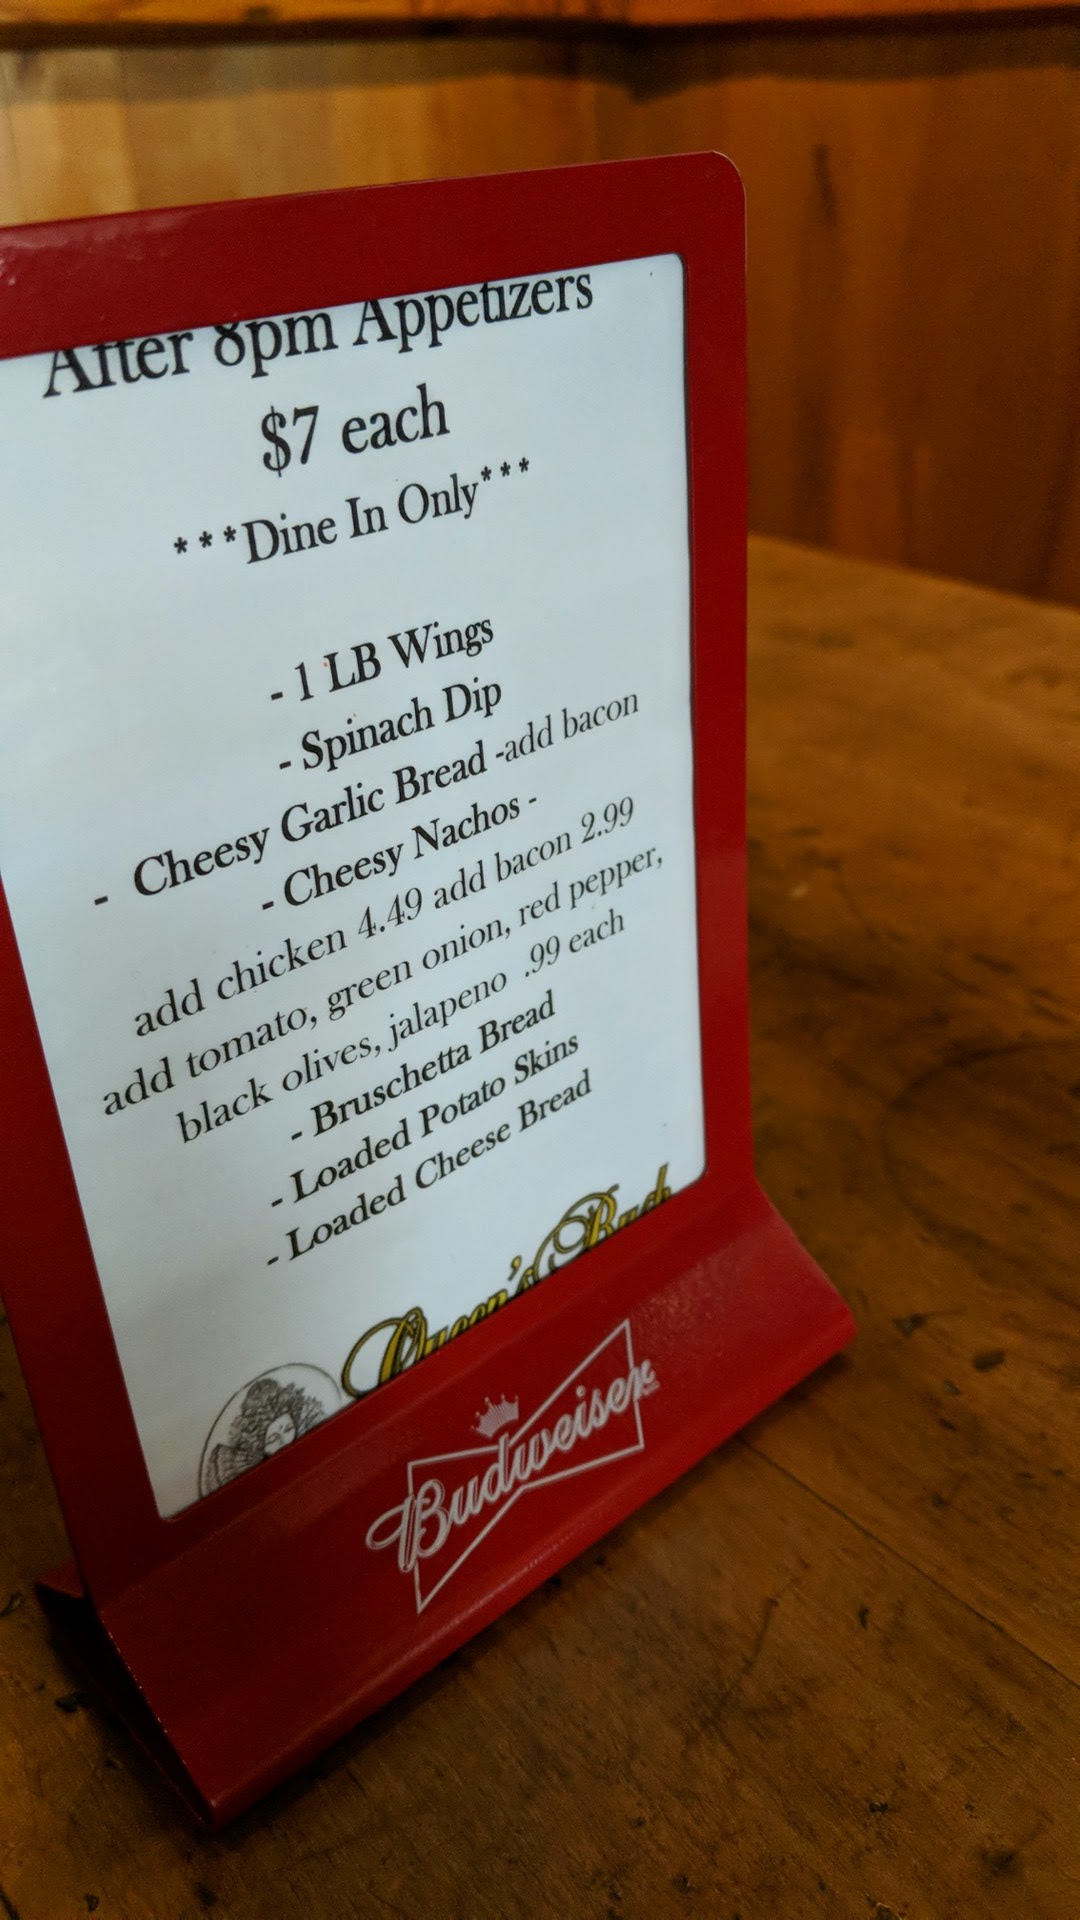 After 8pm Appetizers
$7 each
***Dine In Only***
- 1 LB Wings
- Spinach Dip
- Cheesy Garlic Bread -add bacon
- Cheesy Nachos -
add chicken 4.49 add bacon 2.99
add tomato, green onion, red pepper,
black olives, jalapeno .99 each
- Bruschetta Bread
- Loaded Potato Skins
- Loaded Cheese Bread
Queen's Bush
Budweiser